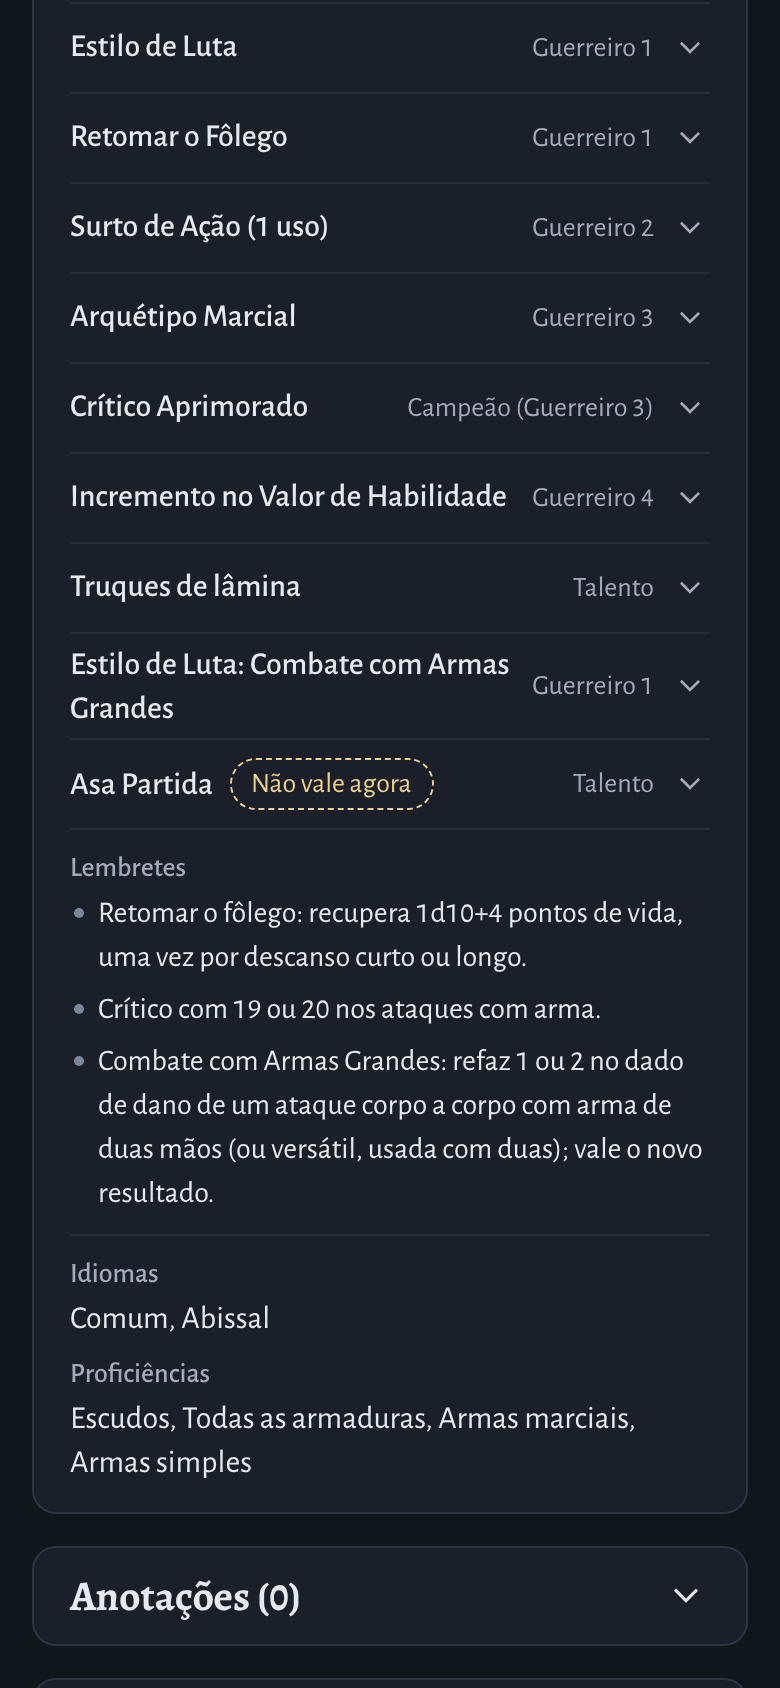 Estilo de Luta Guerreiro 1
Retomar o Fôlego Guerreiro 1
Surto de Ação (1 uso) Guerreiro 2
Arquétipo Marcial Guerreiro 3
Crítico Aprimorado Campeão (Guerreiro 3)
Incremento no Valor de Habilidade Guerreiro 4
Truques de lâmina Talento
Estilo de Luta: Combate com Armas
Grandes Guerreiro 1
Asa Partida Não vale agora Talento
Lembretes
Retomar o fôlego: recupera 1d10+4 pontos de vida,
uma vez por descanso curto ou longo.
Crítico com 19 ou 20 nos ataques com arma.
Combate com Armas Grandes: refaz 1 ou 2 no dado
de dano de um ataque corpo a corpo com arma de
duas mãos (ou versátil, usada com duas); vale o novo
resultado.
Idiomas
Comum, Abissal
Proficiências
Escudos, Todas as armaduras, Armas marciais,
Armas simples
Anotações (0)